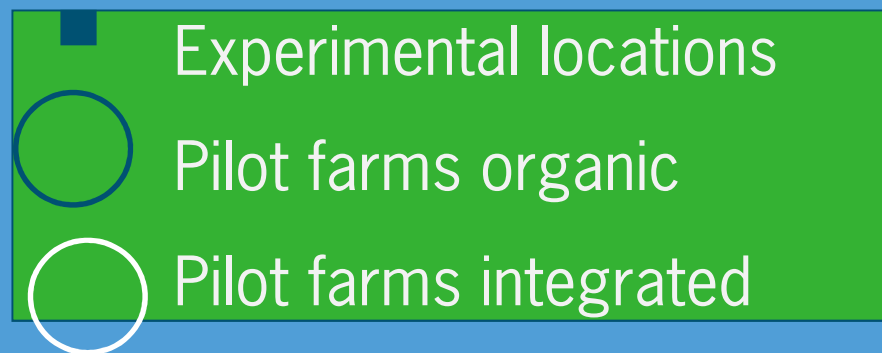 Experimental locations
Pilot farms organic
Pilot farms integrated